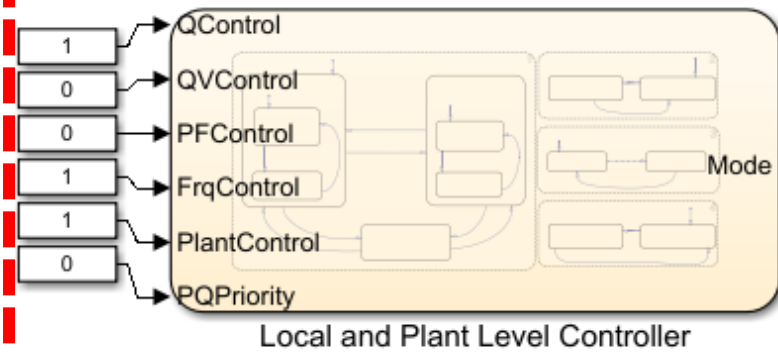 1 QControl
0 QVControl
0 PFControl
1 FrqControl
Mode
1 PlantControl
0 PQPriority
Local and Plant Level Controller